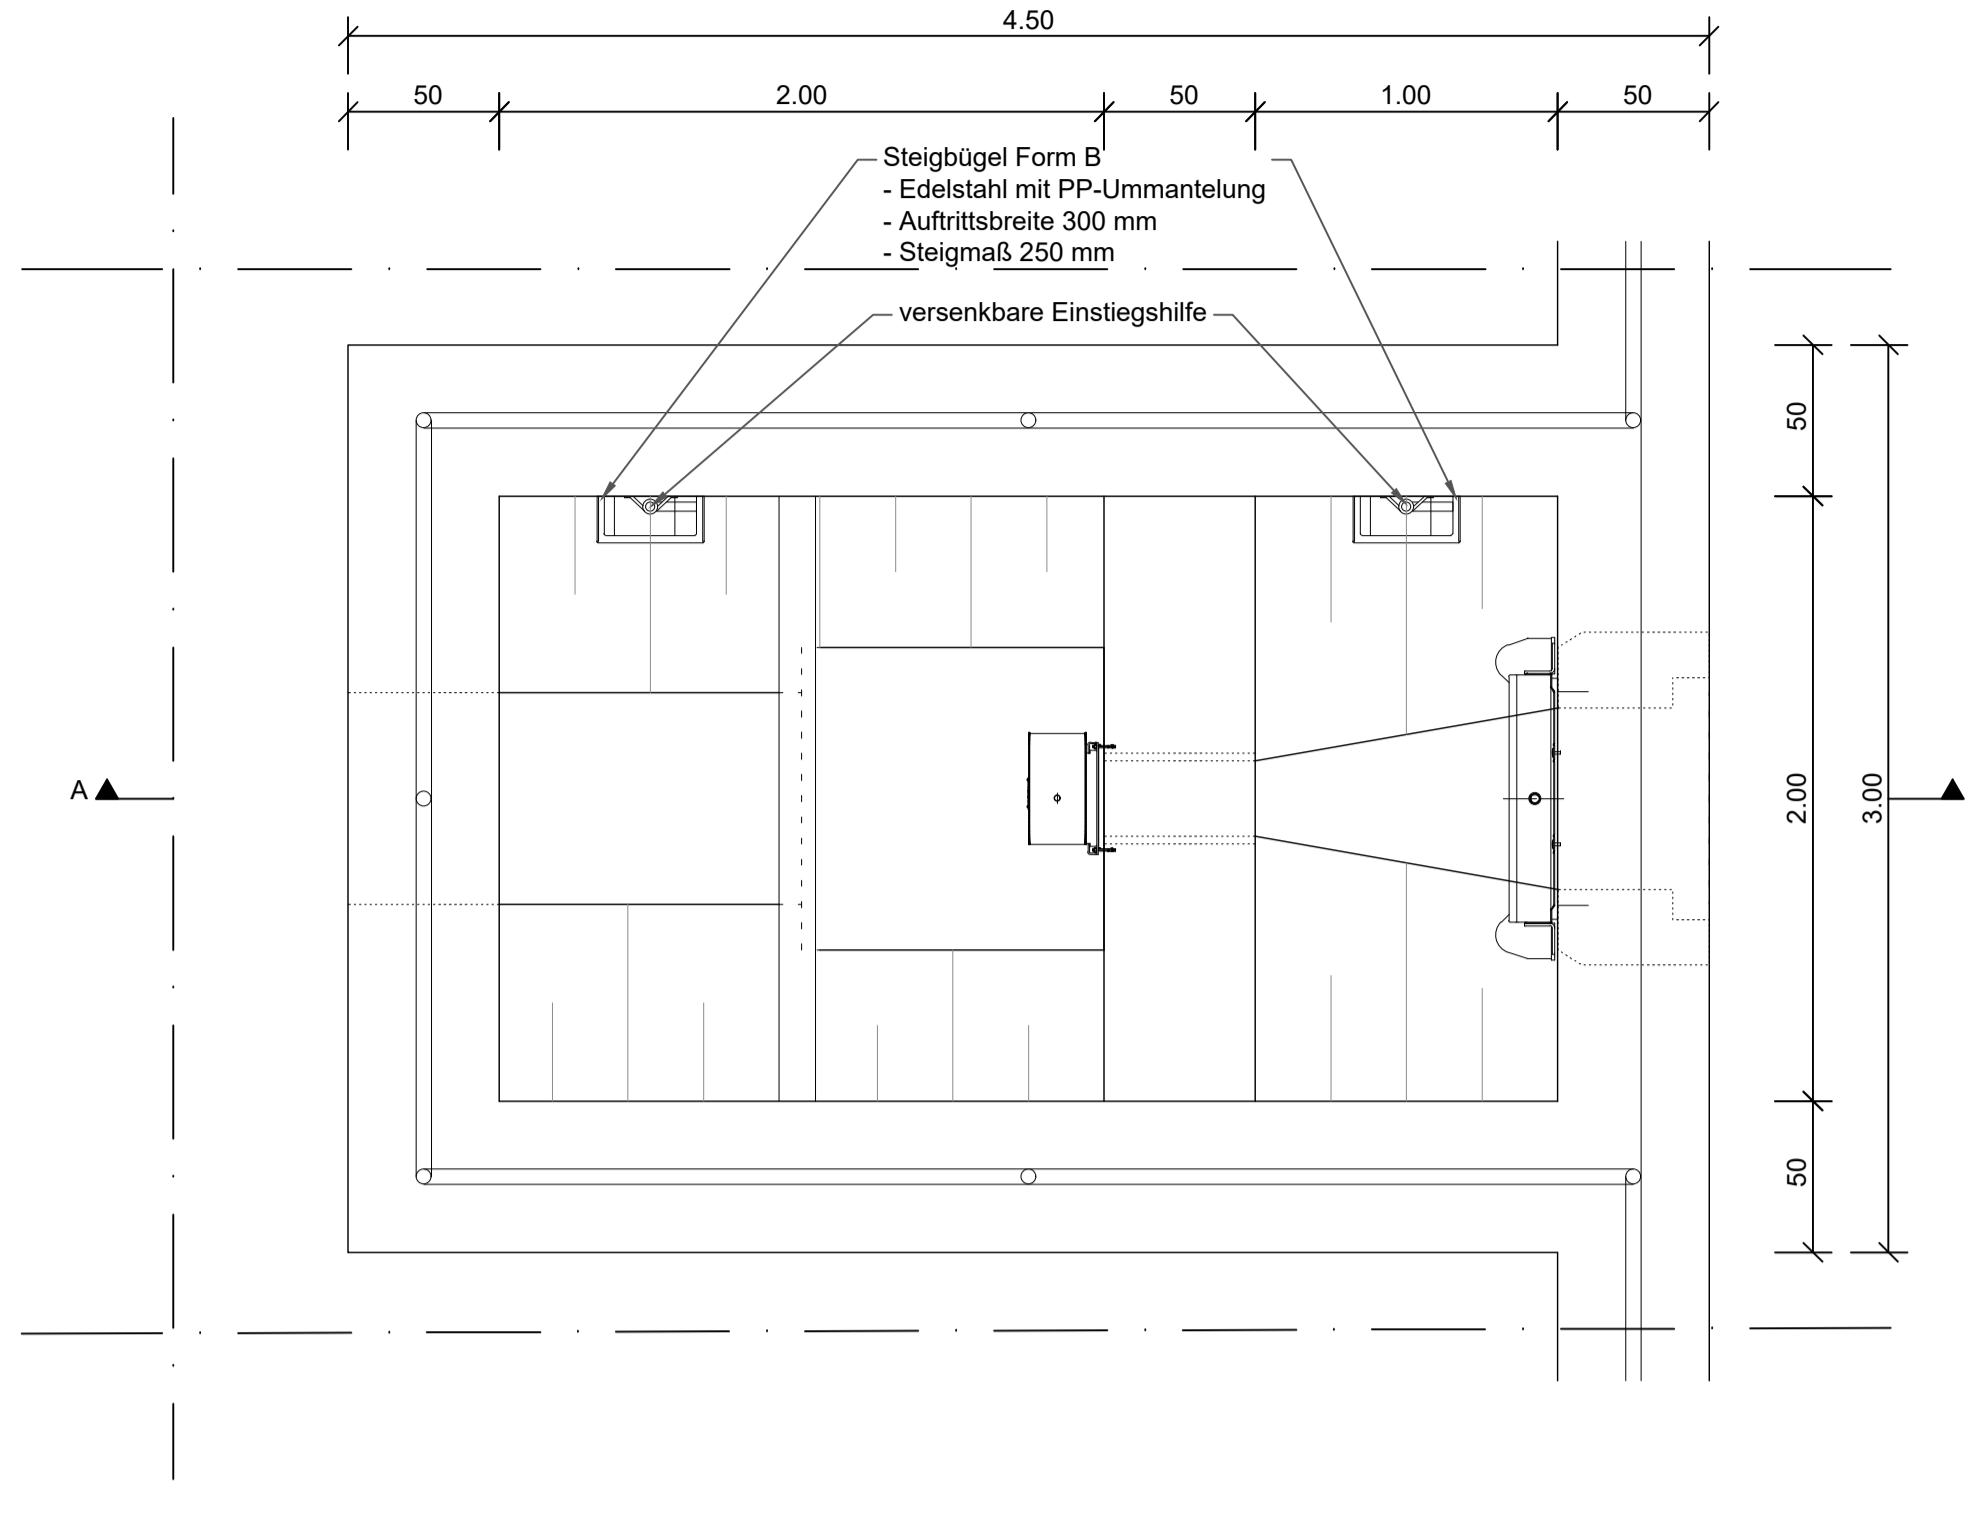 4.50
50 2.00 50 1.00 50
Steigbügel Form B
- Edelstahl mit PP-Ummantelung
- Auftrittsbreite 300 mm
- Steigmaß 250 mm
versenkbare Einstiegshilfe
50
A
2.00
3.00
50